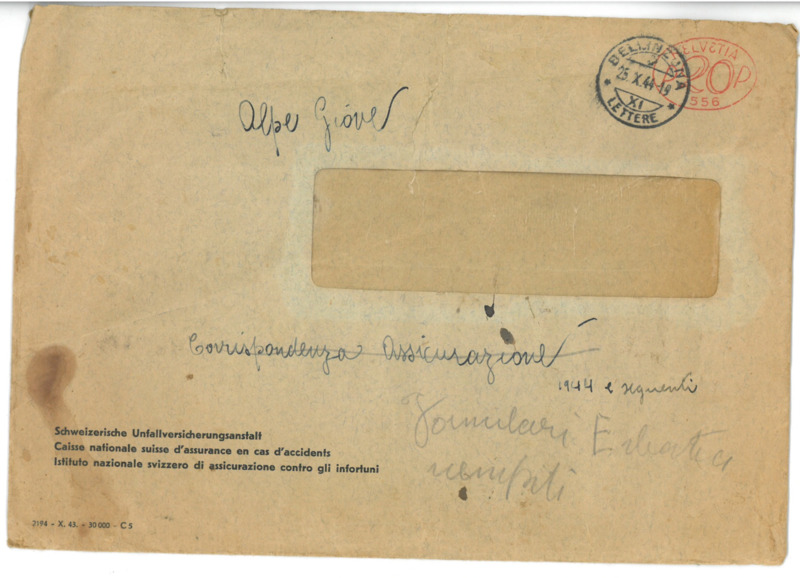 BELLINZONA
25. X. 44-19
XI
LETTERE
HELVETIA
20 P.
556
Alpe Giove
Corrispondenza Assicurazione
1944 e seguenti
Formulari
Schweizerische Unfallversicherungsanstalt
Caisse nationale suisse d'assurance en cas d'accidents
Istituto nazionale svizzero di assicurazione contro gli infortuni
2194 - X. 43. - 30 000 - C 5